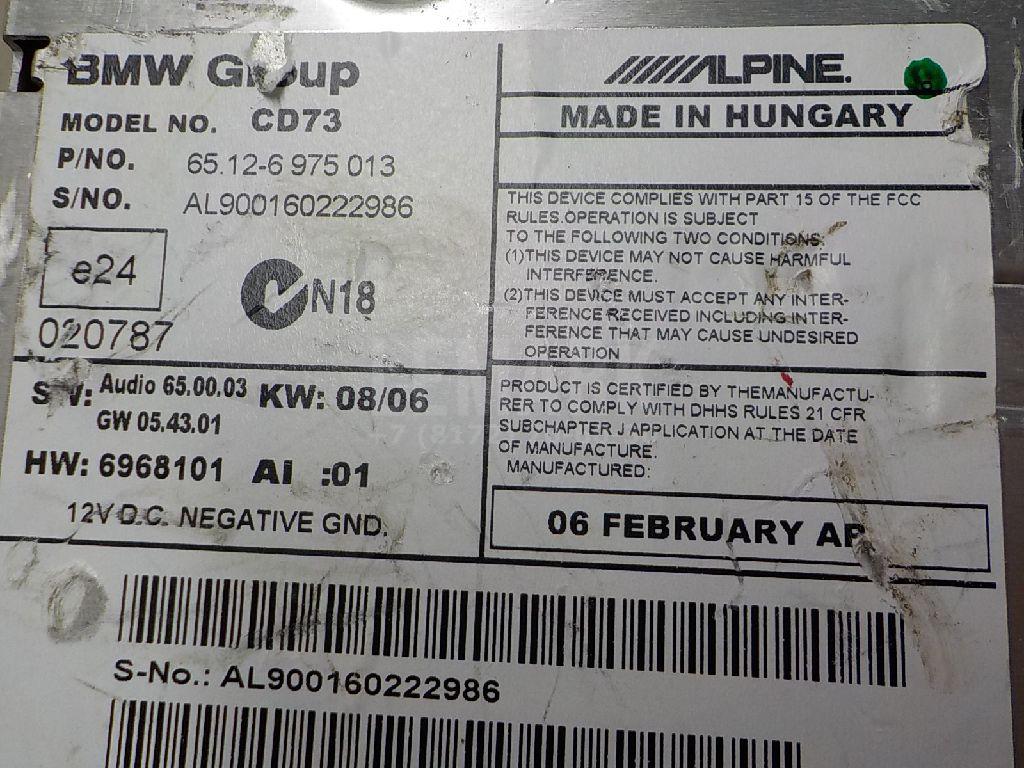 BMW Group
MODEL NO. CD73
P/NO. 65.12-6 975 013
S/NO. AL900160222986
e24
N18
020787
Audio 65.00.03
KW: 08/06
GW 05.43.01
HW: 6968101 AI :01
12V D.C. NEGATIVE GND.
ALPINE.
MADE IN HUNGARY
THIS DEVICE COMPLIES WITH PART 15 OF THE FCC
RULES.OPERATION IS SUBJECT
TO THE FOLLOWING TWO CONDITIONS:
(1)THIS DEVICE MAY NOT CAUSE HARMFUL
INTERFERENCE.
(2)THIS DEVICE MUST ACCEPT ANY INTER-
FERENCE RECEIVED INCLUDING INTER-
FERENCE THAT MAY CAUSE UNDESIRED
OPERATION
PRODUCT IS CERTIFIED BY THEMANUFACTU-
RER TO COMPLY WITH DHHS RULES 21 CFR
SUBCHAPTER J APPLICATION AT THE DATE
OF MANUFACTURE.
MANUFACTURED:
06 FEBRUARY
S-No.: AL900160222986